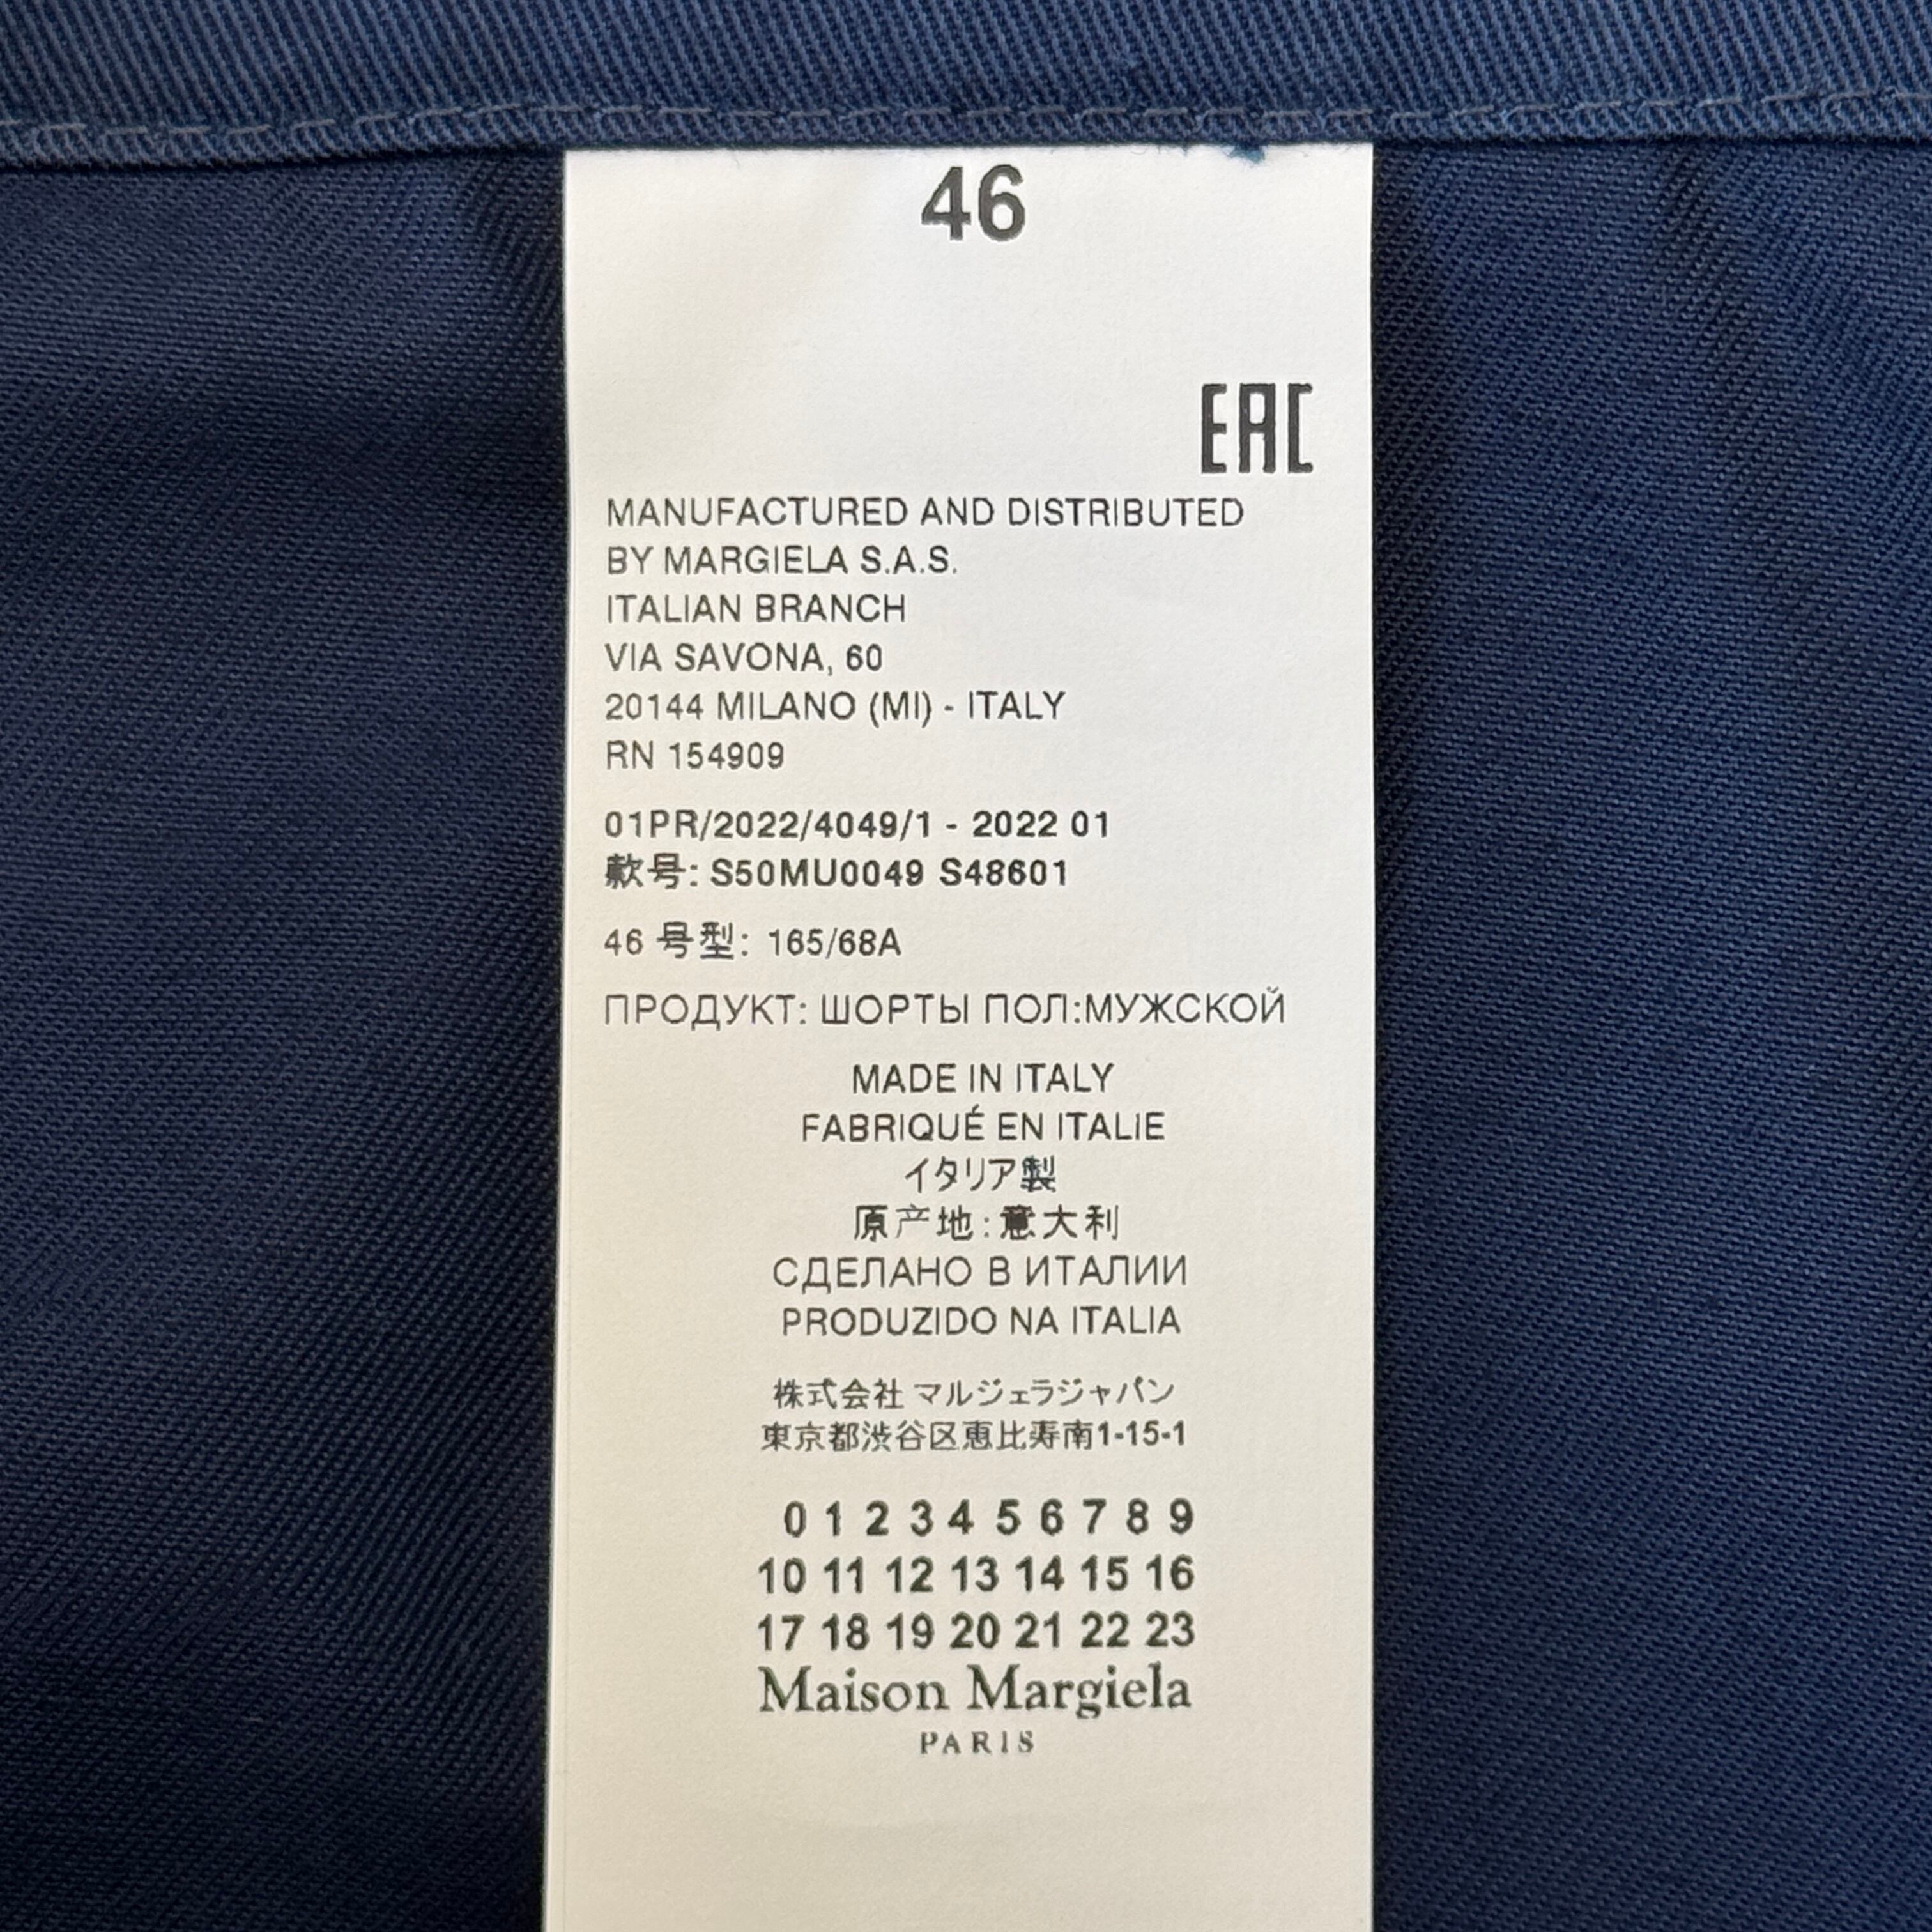 46
EAC
MANUFACTURED AND DISTRIBUTED
BY MARGIELA S.A.S.
ITALIAN BRANCH
VIA SAVONA, 60
20144 MILANO (MI) - ITALY
RN 154909
01PR/2022/4049/1 - 2022 01
款号: S50MU0049 S48601
46 号型: 165/68A
ПРОДУКТ: ШОРТЫ ПОЛ:МУЖСКОЙ
MADE IN ITALY
FABRIQUÉ EN ITALIE
イタリア製
原产地:意大利
СДЕЛАНО В ИТАЛИИ
PRODUZIDO NA ITALIA
株式会社 マルジェラジャパン
東京都渋谷区恵比寿南1-15-1
0 1 2 3 4 5 6 7 8 9
10 11 12 13 14 15 16
17 18 19 20 21 22 23
Maison Margiela
PARIS